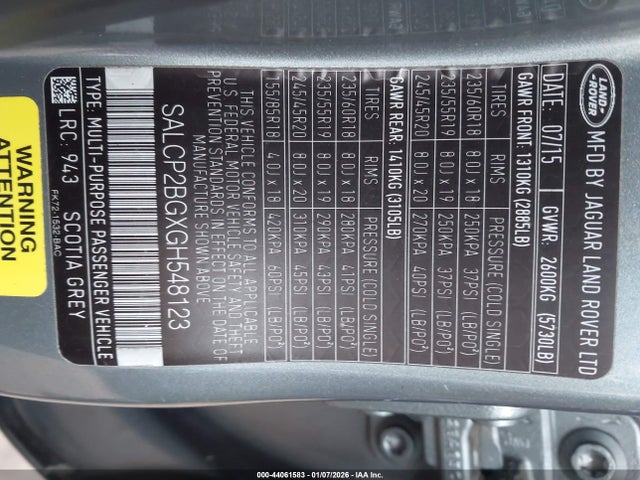 LAND
ROVER
MFD BY JAGUAR LAND ROVER LTD
DATE: 07/15 GVWR: 2600KG (5730LB)
GAWR FRONT: 1310KG (2885LB)
TIRES RIMS PRESSURE (COLD SINGLE)
235/60R18 8.0J x 18 250KPA 37PSI (LB/PO²)
235/55R19 8.0J x 19 250KPA 37PSI (LB/PO²)
245/45R20 8.0J x 20 270KPA 40PSI (LB/PO²)
GAWR REAR: 1410KG (3105LB)
TIRES RIMS PRESSURE (COLD SINGLE)
235/60R18 8.0J x 18 280KPA 41PSI (LB/PO²)
235/55R19 8.0J x 19 290KPA 43PSI (LB/PO²)
245/45R20 8.0J x 20 310KPA 45PSI (LB/PO²)
155/85R18 4.0T x 18 420KPA 60PSI (LB/PO²)
THIS VEHICLE CONFORMS TO ALL APPLICABLE
U S FEDERAL MOTOR VEHICLE SAFETY AND THEFT
PREVENTION STANDARDS IN EFFECT ON THE DATE OF
MANUFACTURE SHOWN ABOVE
SALCP2BGXGH548123
TYPE: MULTI-PURPOSE PASSENGER VEHICLE
LRC: 943 SCOTIA GREY
FK72-1532-BAC
WARNING
ATTENTION
000-44061583 - 01/07/2026 - IAA Inc.